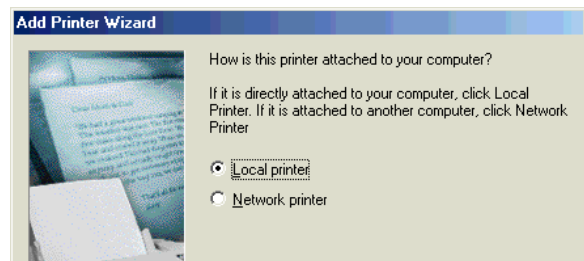 Add Printer Wizard
How is this printer attached to your computer?
If it is directly attached to your computer, click Local
Printer. If it is attached to another computer, click Network
Printer
Local printer
Network printer